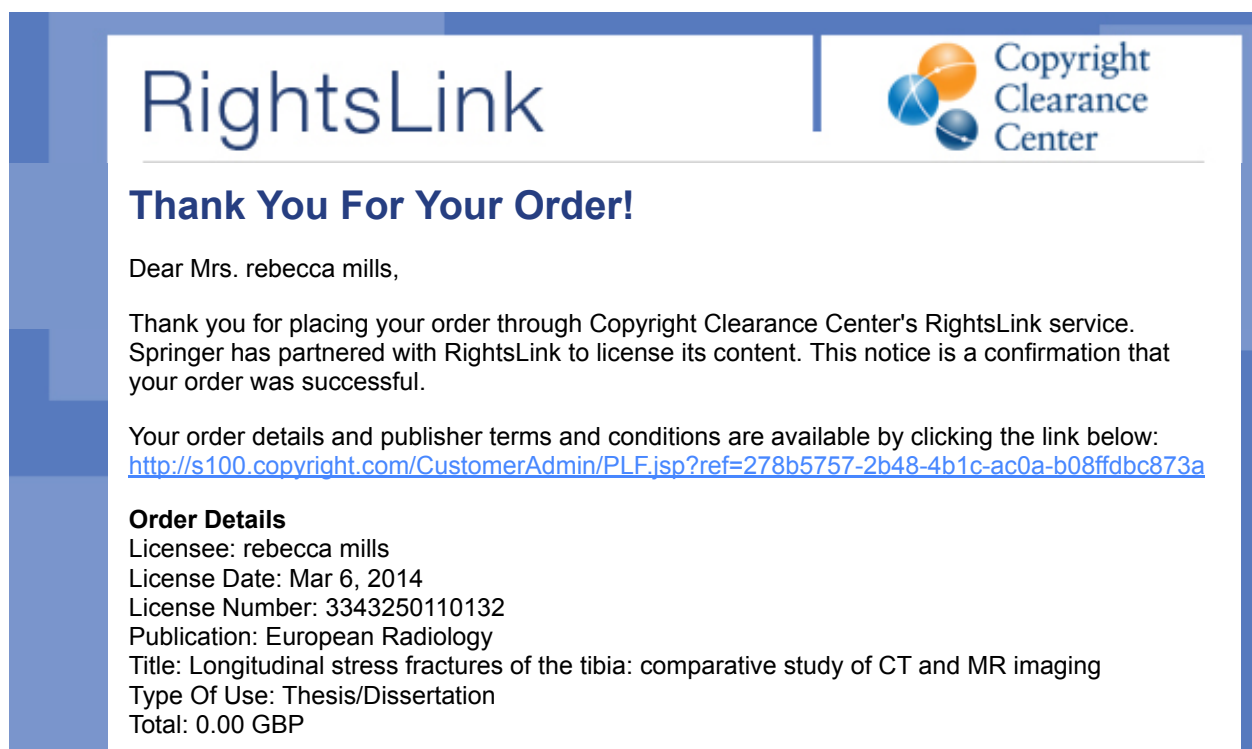 RightsLink
Copyright
Clearance
Center
Thank You For Your Order!
Dear Mrs. rebecca mills,
Thank you for placing your order through Copyright Clearance Center's RightsLink service.
Springer has partnered with RightsLink to license its content. This notice is a confirmation that
your order was successful.
Your order details and publisher terms and conditions are available by clicking the link below:
http://s100.copyright.com/CustomerAdmin/PLF.jsp?ref=278b5757-2b48-4b1c-ac0a-b08ffdbc873a
Order Details
Licensee: rebecca mills
License Date: Mar 6, 2014
License Number: 3343250110132
Publication: European Radiology
Title: Longitudinal stress fractures of the tibia: comparative study of CT and MR imaging
Type Of Use: Thesis/Dissertation
Total: 0.00 GBP